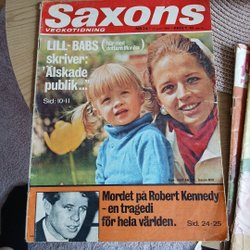 Saxons
VECKOTIDNING
LILL-BABS
skriver:
"Älskade
publik..."
Sid: 10-11
Mordet på Robert Kennedy
- en tragedi
för hela världen.
Sid. 24-25